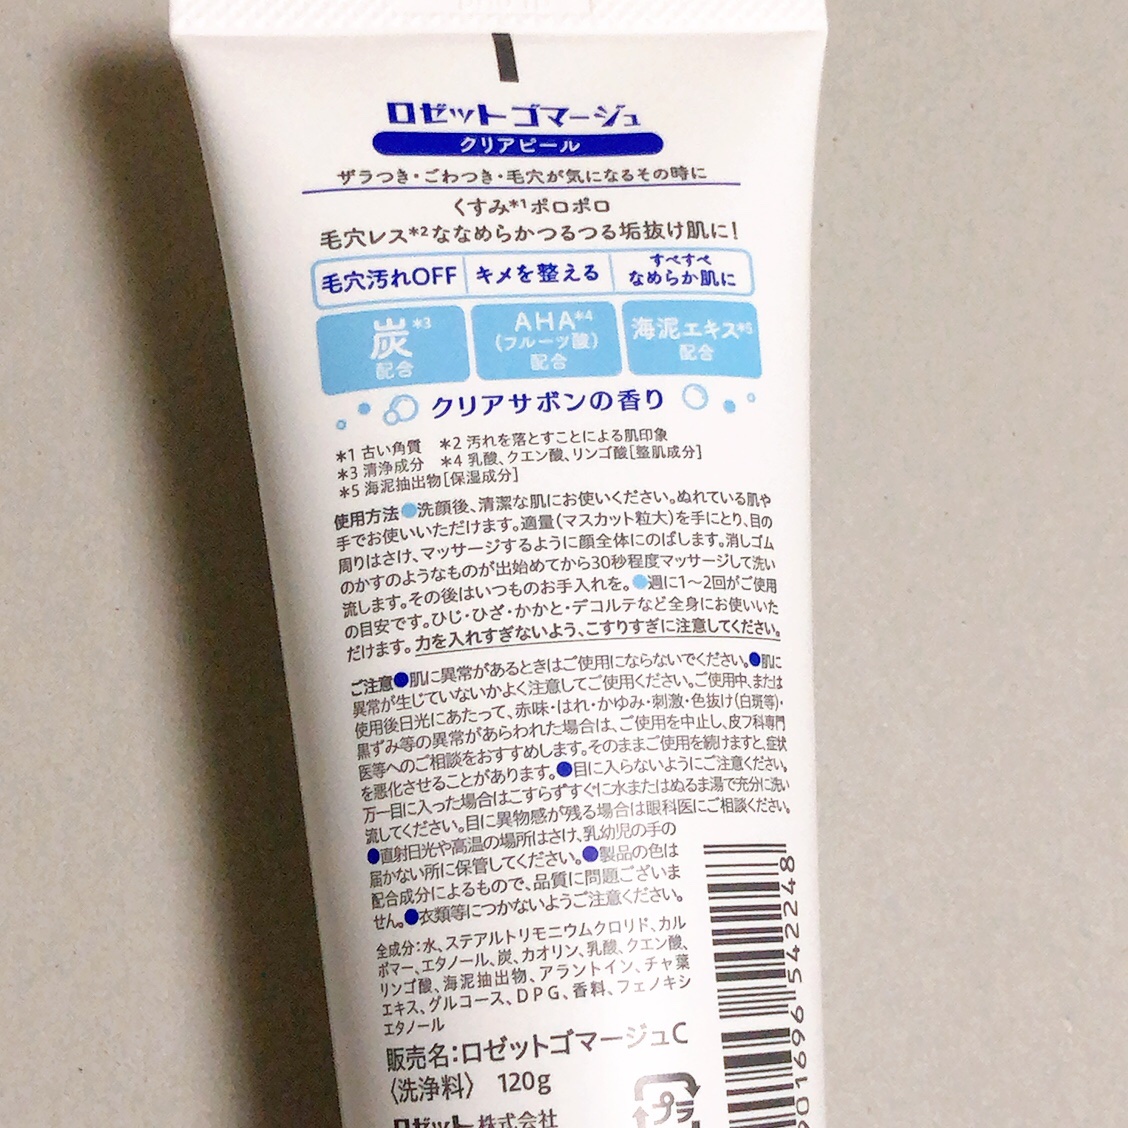 ロゼットゴマージュ
クリアピール
ザラつき・ごわつき・毛穴が気になるその時に
くすみ*1ポロポロ
毛穴レス*2ななめらかつるつる垢抜け肌に!
毛穴汚れOFF キメを整える すべすべ
なめらか肌に
炭*3
配合
AHA*4
(フルーツ酸)
配合
海泥エキス*5
配合
クリアサボンの香り
*1 古い角質 *2 汚れを落とすことによる肌印象
*3 清浄成分 *4 乳酸、クエン酸、リンゴ酸[整肌成分]
*5 海泥抽出物[保湿成分]
使用方法●洗顔後、清潔な肌にお使いください。ぬれている肌や
手でお使いいただけます。適量(マスカット粒大)を手にとり、目の
周りはさけ、マッサージするように顔全体にのばします。消しゴム
のかすのようなものが出始めてから30秒程度マッサージして洗い
流します。その後はいつものお手入れを。●週に1〜2回がご使用
の目安です。ひじ・ひざ・かかと・デコルテなど全身にお使いいた
だけます。力を入れすぎないよう、こすりすぎに注意してください。
ご注意●肌に異常があるときはご使用にならないでください。●肌に
異常が生じていないかよく注意してご使用ください。ご使用中、または
使用後日光にあたって、赤味・はれ・かゆみ・刺激・色抜け(白斑等)・
黒ずみ等の異常があらわれた場合は、ご使用を中止し、皮フ科専門
医等へのご相談をおすすめします。そのままご使用を続けますと、症状
を悪化させることがあります。●目に入らないようにご注意ください。
万一目に入った場合はこすらずすぐに水またはぬるま湯で充分に洗い
流してください。目に異物感が残る場合は眼科医にご相談ください。
●直射日光や高温の場所はさけ、乳幼児の手の
届かない所に保管してください。●製品の色は
配合成分によるもので、品質に問題ございま
せん。●衣類等につかないようご注意ください。
全成分:水、ステアルトリモニウムクロリド、カル
ボマー、エタノール、炭、カオリン、乳酸、クエン酸、
リンゴ酸、海泥抽出物、アラントイン、チャ葉
エキス、グルコース、DPG、香料、フェノキシ
エタノール
販売名:ロゼットゴマージュC
〈洗浄料〉 120g
ロゼット株式会社
プラ
901696 542248